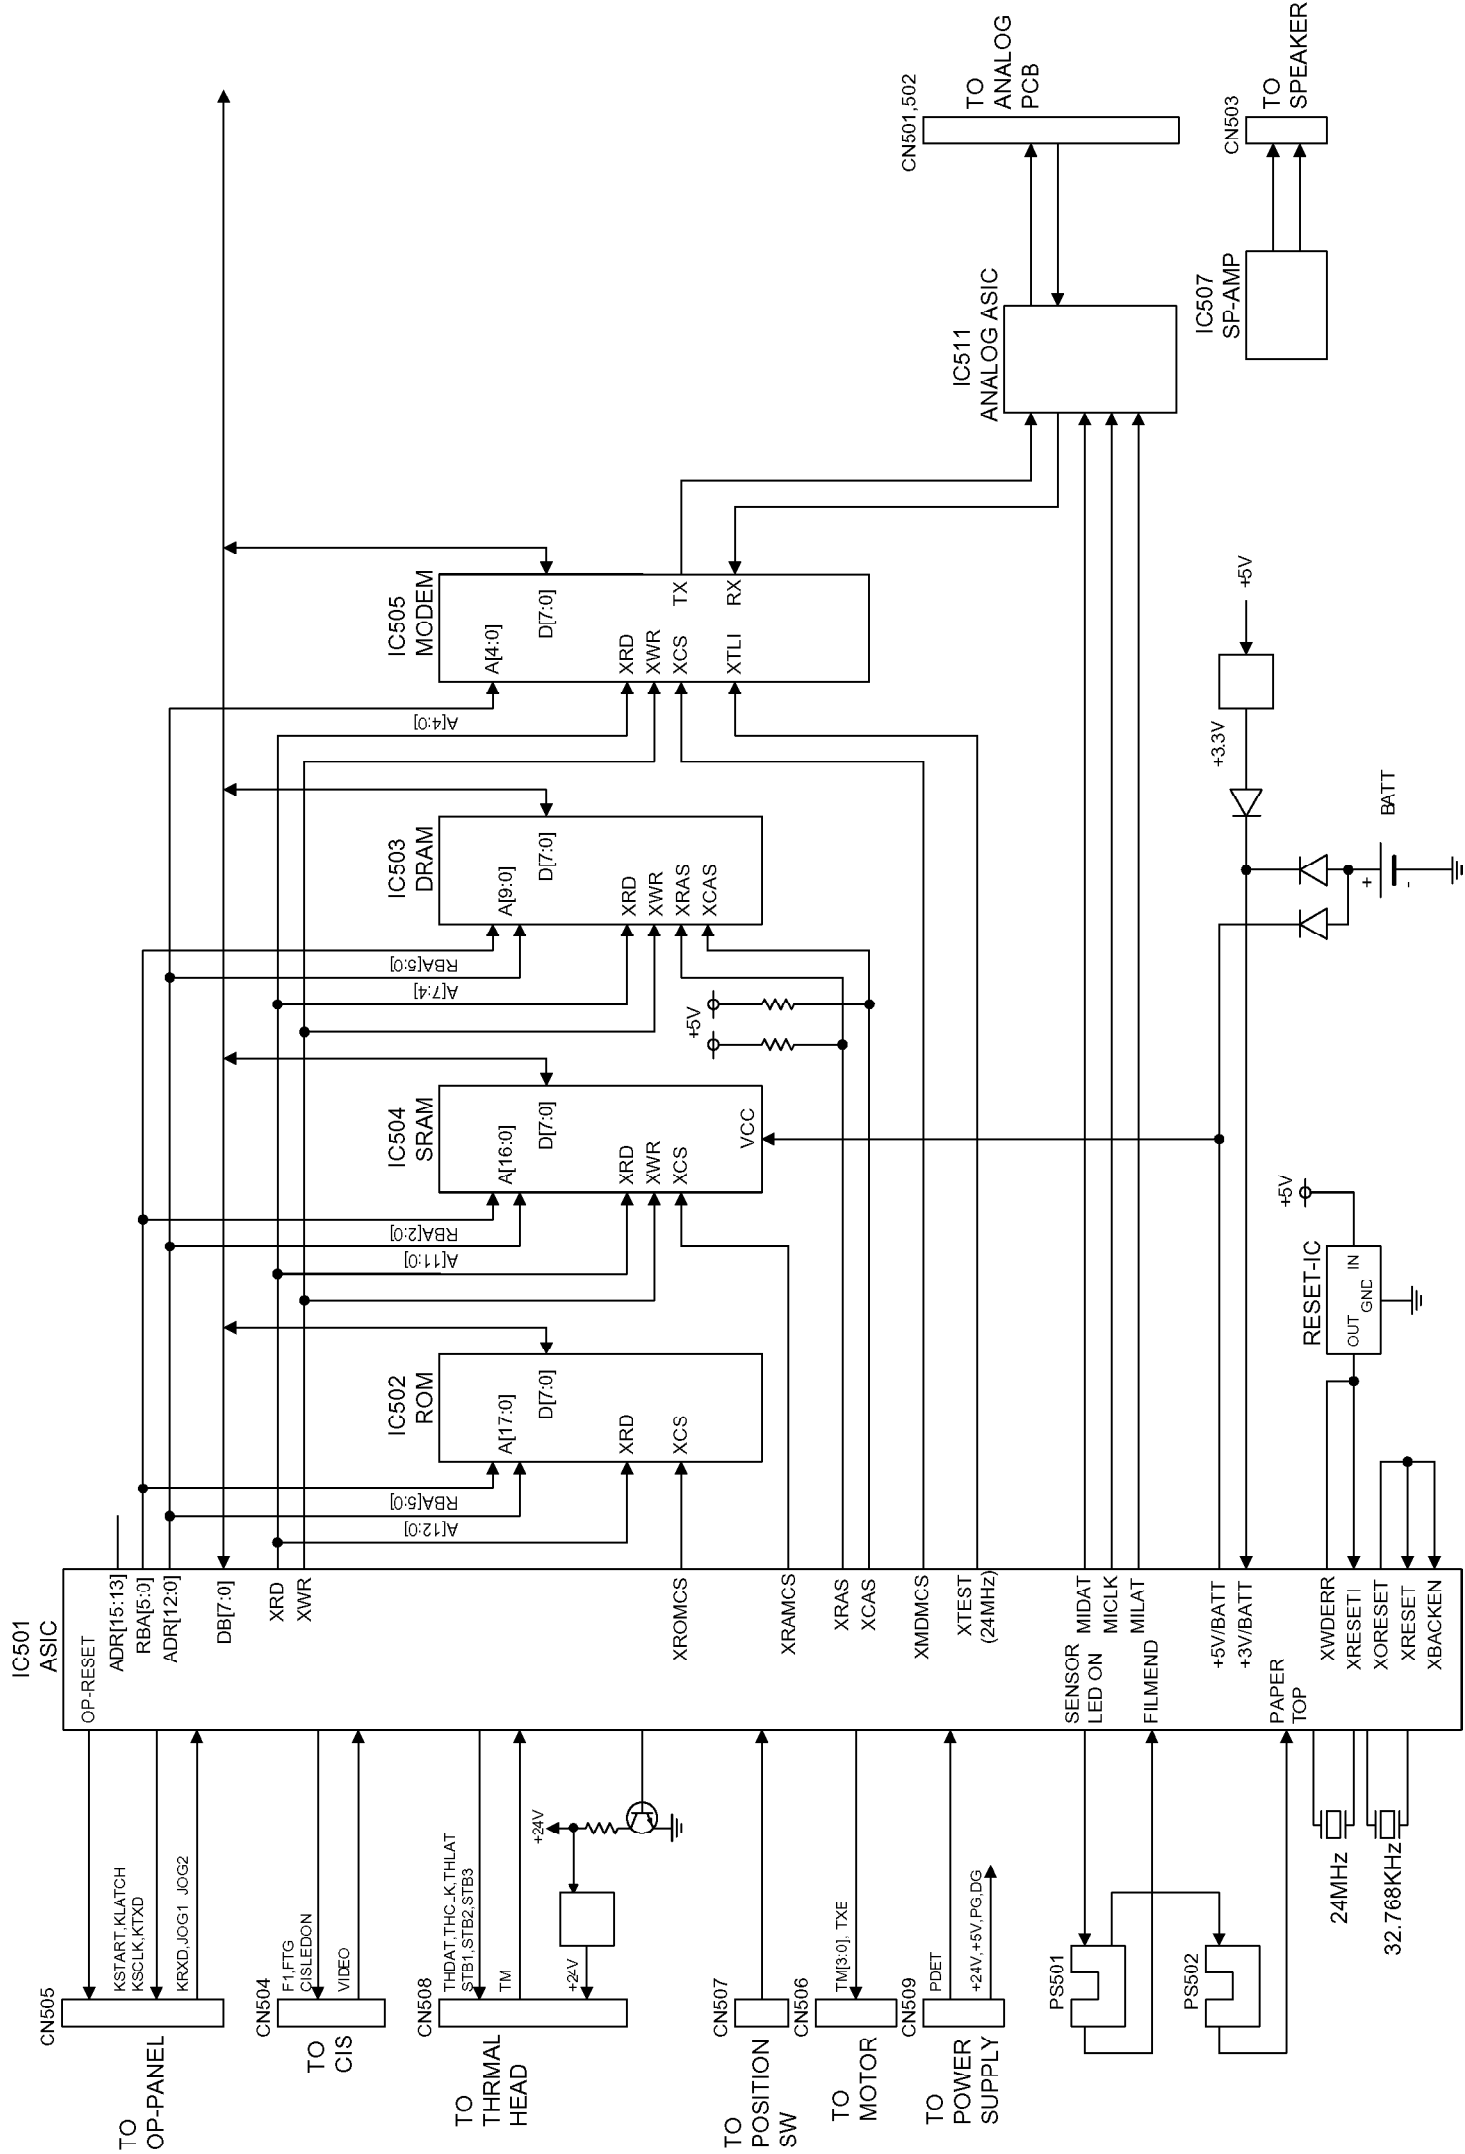 IC501
ASIC
OP-RESET
ADR[15:13]
RBA[5:0]
ADR[12:0]
DB[7:0]
XRD
XWR
XROMCS
XRAMCS
XRAS
XCAS
XMDMCS
XTEST
(24MHz)
MIDAT
MICLK
MILAT
SENSOR
LED ON
FILMEND
+5V/BATT
+3V/BATT
PAPER
TOP
XWDERR
XRESETI
XORESET
XRESET
XBACKEN
CN505
TO
OP-PANEL
KSTART,KLATCH
KSCLK,KTXD
KRXD,JOG1 JOG2
CN504
TO
CIS
F1,FTG
CISLEDON
VIDEO
CN508
TO
THRMAL
HEAD
THDAT,THCLK,THLAT
STB1,STB2,STB3
TM
+24V
+24V
CN507
TO
POSITION
SW
CN506
TO
MOTOR
TM[3:0], TXE
CN509
TO
POWER
SUPPLY
PDET
+24V,+5V,PG,DG
PS501
PS502
24MHz
32.768KHz
IC502
ROM
A[17:0]
D[7:0]
XRD
XCS
RBA[5:0]
A[12:0]
IC504
SRAM
A[16:0]
D[7:0]
XRD
XWR
XCS
VCC
RBA[2:0]
A[11:0]
IC503
DRAM
A[9:0]
D[7:0]
XRD
XWR
XRAS
XCAS
RBA[5:0]
A[7:4]
+5V
IC505
MODEM
A[4:0]
D[7:0]
XRD
XWR
XCS
XTLI
TX
RX
A[4:0]
IC511
ANALOG ASIC
CN501,502
TO
ANALOG
PCB
IC507
SP-AMP
CN503
TO
SPEAKER
+5V
+3.3V
BATT
+
-
RESET-IC
OUT
GND
IN
+5V